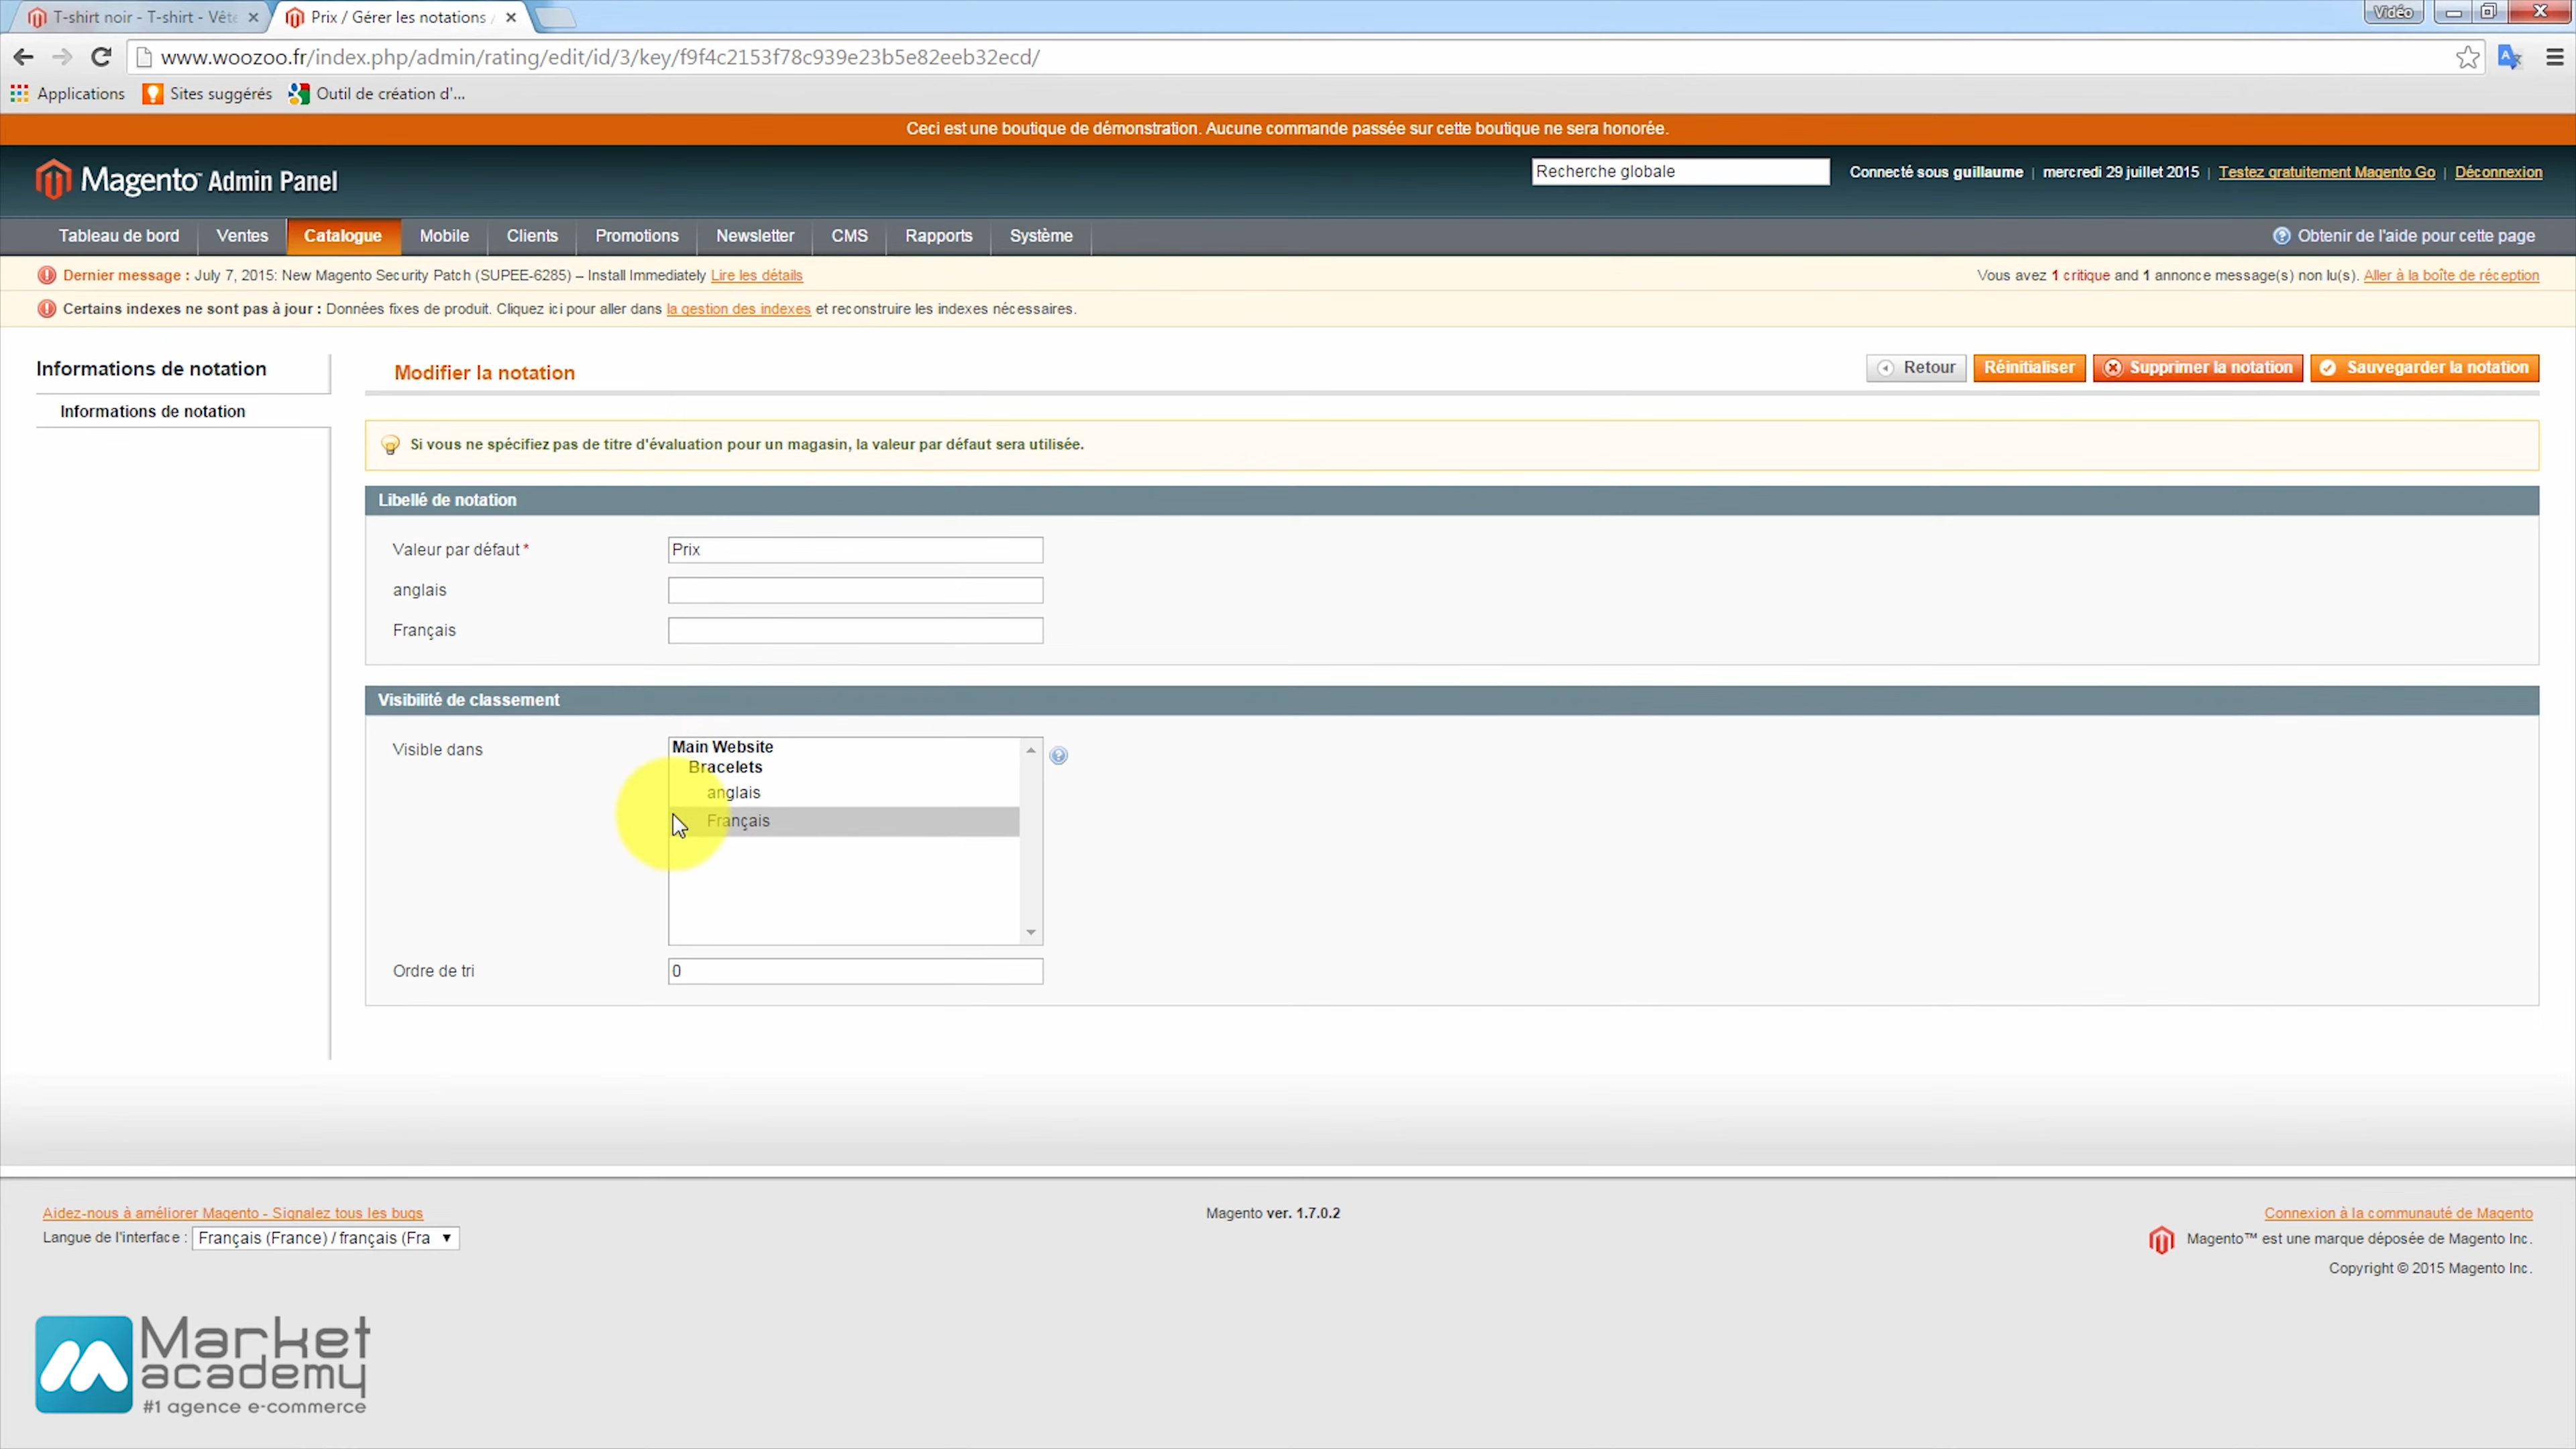 T-shirt noir - T-shirt - Vête
Prix / Gérer les notations /
Vidéo
www.woozoo.fr/index.php/admin/rating/edit/id/3/key/f9f4c2153f78c939e23b5e82eeb32ecd/
Applications Sites suggérés Outil de création d'...
Ceci est une boutique de démonstration. Aucune commande passée sur cette boutique ne sera honorée.
Magento™ Admin Panel
Recherche globale
Connecté sous guillaume | mercredi 29 juillet 2015 | Testez gratuitement Magento Go | Déconnexion
Tableau de bord Ventes Catalogue Mobile Clients Promotions Newsletter CMS Rapports Système
Obtenir de l'aide pour cette page
Dernier message : July 7, 2015: New Magento Security Patch (SUPEE-6285) – Install Immediately Lire les détails
Vous avez 1 critique and 1 annonce message(s) non lu(s). Aller à la boîte de réception
Certains indexes ne sont pas à jour : Données fixes de produit. Cliquez ici pour aller dans la gestion des indexes et reconstruire les indexes nécessaires.
Informations de notation
Informations de notation
Modifier la notation
Retour Réinitialiser Supprimer la notation Sauvegarder la notation
Si vous ne spécifiez pas de titre d'évaluation pour un magasin, la valeur par défaut sera utilisée.
Libellé de notation
Valeur par défaut * Prix
anglais
Français
Visibilité de classement
Visible dans
Main Website
Bracelets
anglais
Français
Ordre de tri 0
Aidez-nous à améliorer Magento - Signalez tous les bugs
Langue de l'interface : Français (France) / français (Fra
Magento ver. 1.7.0.2
Connexion à la communauté de Magento
Magento™ est une marque déposée de Magento Inc.
Copyright © 2015 Magento Inc.
Market
academy
#1 agence e-commerce